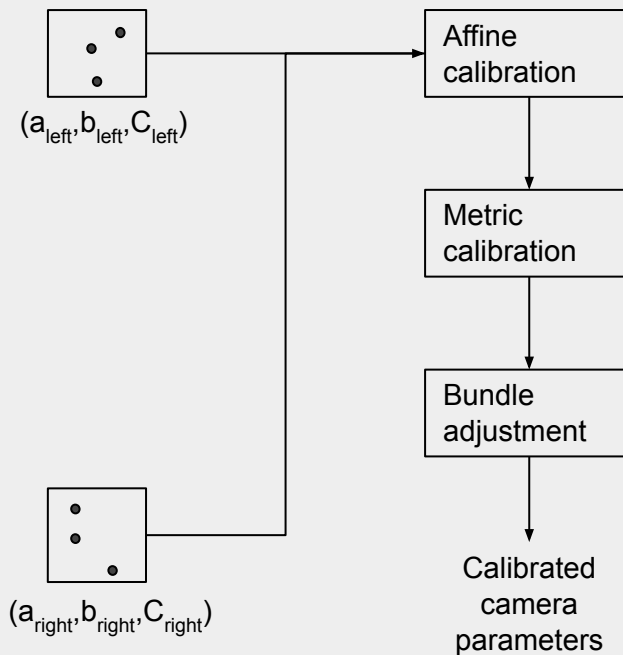 Affine
calibration
(a_left,b_left,C_left)
Metric
calibration
Bundle
adjustment
(a_right,b_right,C_right)
Calibrated
camera
parameters